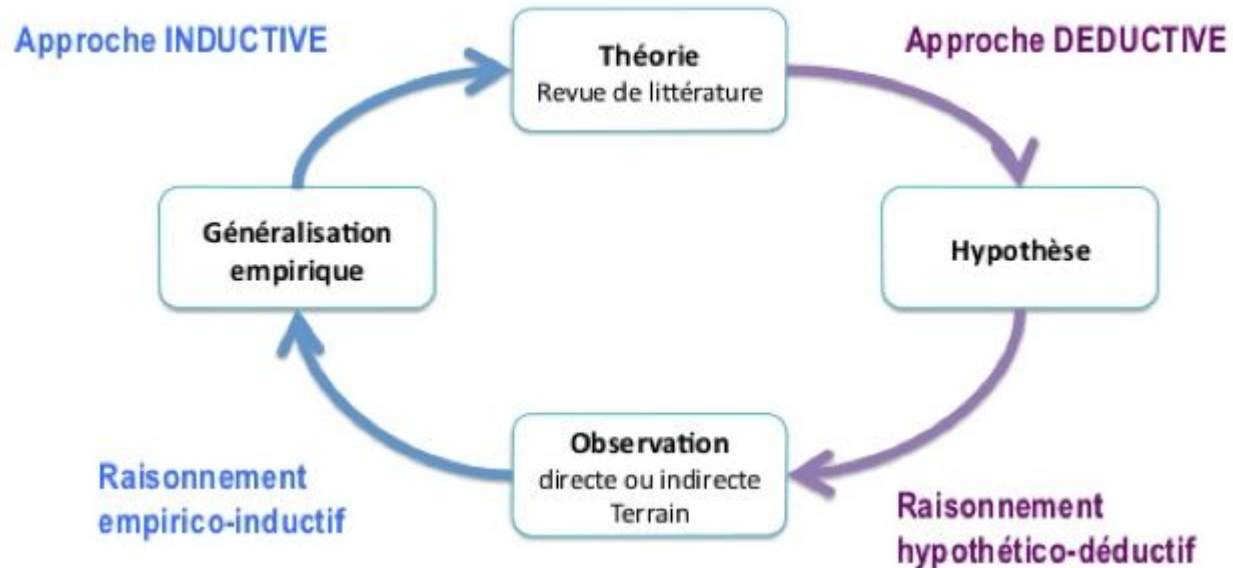 Approche INDUCTIVE
Théorie
Revue de littérature
Approche DEDUCTIVE
Généralisation
empirique
Hypothèse
Observation
directe ou indirecte
Terrain
Raisonnement
empirico-inductif
Raisonnement
hypothético-déductif